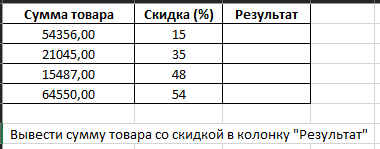 Сумма товара Скидка (%) Результат
54356,00 15
21045,00 35
15487,00 48
64550,00 54
Вывести сумму товара со скидкой в колонку "Результат"